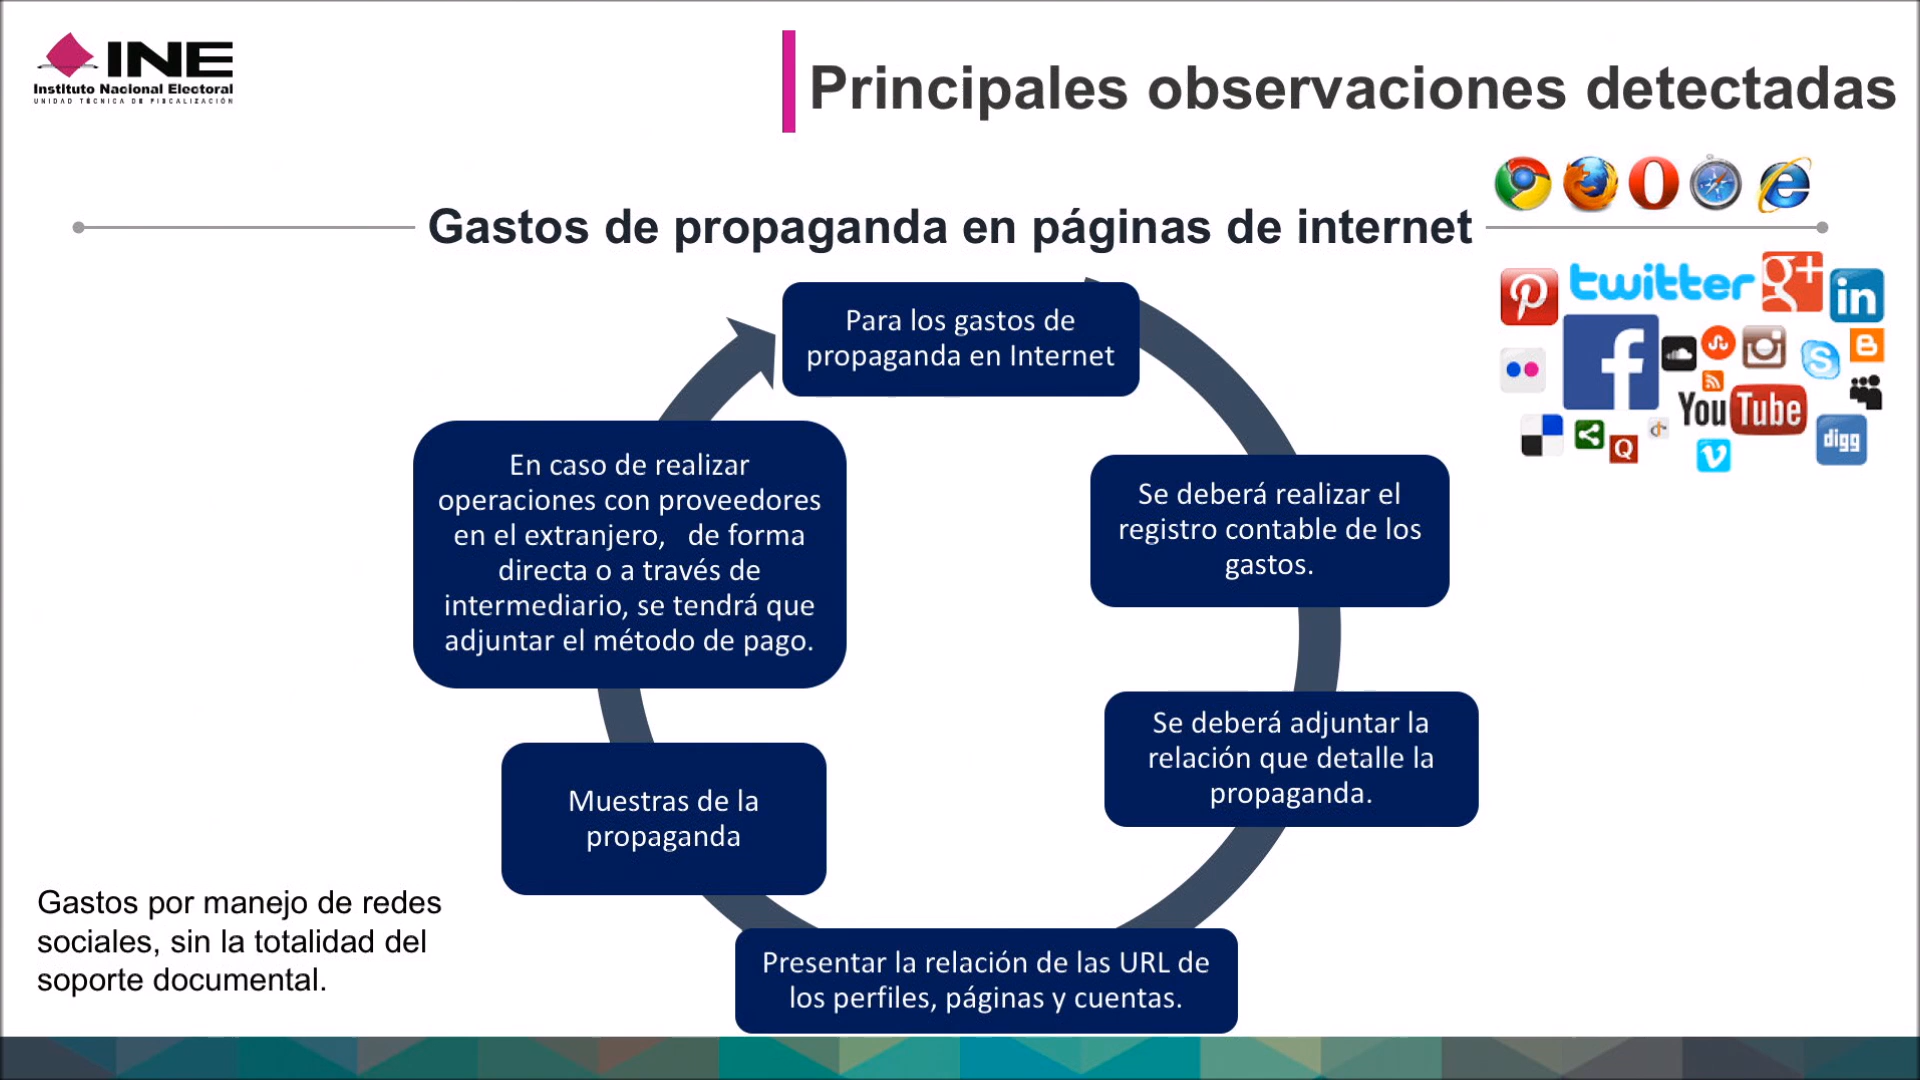 INE
Instituto Nacional Electoral
UNIDAD TÉCNICA DE FISCALIZACIÓN
Principales observaciones detectadas
Gastos de propaganda en páginas de internet
Para los gastos de
propaganda en Internet
Se deberá realizar el
registro contable de los
gastos.
Se deberá adjuntar la
relación que detalle la
propaganda.
Presentar la relación de las URL de
los perfiles, páginas y cuentas.
Muestras de la
propaganda
En caso de realizar
operaciones con proveedores
en el extranjero,   de forma
directa o a través de
intermediario, se tendrá que
adjuntar el método de pago.
Gastos por manejo de redes
sociales, sin la totalidad del
soporte documental.
twitter
g+
in
f
B
S
You Tube
Q
digg